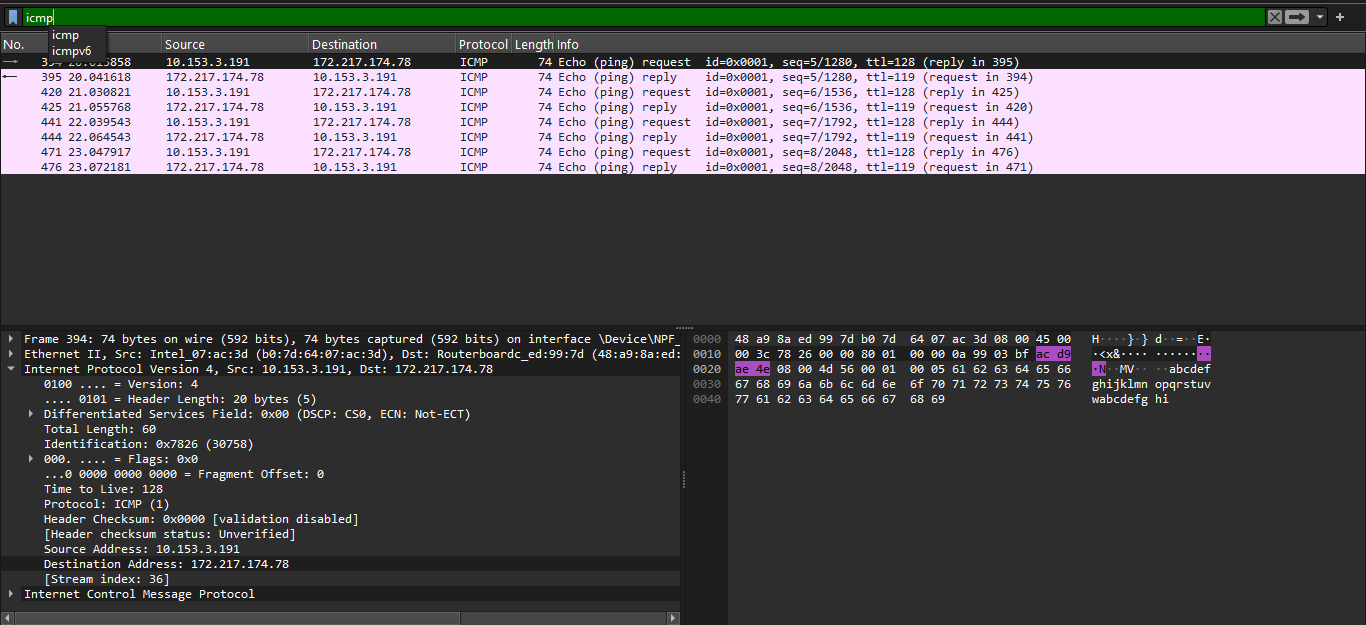 icmp
icmp
icmpv6
No. Source Destination Protocol Length Info
10.153.3.191 172.217.174.78 ICMP 74 Echo (ping) request id=0x0001, seq=5/1280, ttl=128 (reply in 395)
395 20.041618 172.217.174.78 10.153.3.191 ICMP 74 Echo (ping) reply id=0x0001, seq=5/1280, ttl=119 (request in 394)
420 21.030821 10.153.3.191 172.217.174.78 ICMP 74 Echo (ping) request id=0x0001, seq=6/1536, ttl=128 (reply in 425)
425 21.055768 172.217.174.78 10.153.3.191 ICMP 74 Echo (ping) reply id=0x0001, seq=6/1536, ttl=119 (request in 420)
441 22.039543 10.153.3.191 172.217.174.78 ICMP 74 Echo (ping) request id=0x0001, seq=7/1792, ttl=128 (reply in 444)
444 22.064543 172.217.174.78 10.153.3.191 ICMP 74 Echo (ping) reply id=0x0001, seq=7/1792, ttl=119 (request in 441)
471 23.047917 10.153.3.191 172.217.174.78 ICMP 74 Echo (ping) request id=0x0001, seq=8/2048, ttl=128 (reply in 476)
476 23.072181 172.217.174.78 10.153.3.191 ICMP 74 Echo (ping) reply id=0x0001, seq=8/2048, ttl=119 (request in 471)
Frame 394: 74 bytes on wire (592 bits), 74 bytes captured (592 bits) on interface \Device\NPF_
Ethernet II, Src: Intel_07:ac:3d (b0:7d:64:07:ac:3d), Dst: Routerboardc_ed:99:7d (48:a9:8a:ed:
Internet Protocol Version 4, Src: 10.153.3.191, Dst: 172.217.174.78
0100 .... = Version: 4
.... 0101 = Header Length: 20 bytes (5)
Differentiated Services Field: 0x00 (DSCP: CS0, ECN: Not-ECT)
Total Length: 60
Identification: 0x7826 (30758)
000. .... = Flags: 0x0
...0 0000 0000 0000 = Fragment Offset: 0
Time to Live: 128
Protocol: ICMP (1)
Header Checksum: 0x0000 [validation disabled]
[Header checksum status: Unverified]
Source Address: 10.153.3.191
Destination Address: 172.217.174.78
[Stream index: 36]
Internet Control Message Protocol
0000 48 a9 8a ed 99 7d b0 7d 64 07 ac 3d 08 00 45 00 H····}·} d··=··E·
0010 00 3c 78 26 00 00 80 01 00 00 0a 99 03 bf ac d9 ·<x&···· ········
0020 ae 4e 08 00 4d 56 00 01 00 05 61 62 63 64 65 66 ·N··MV·· ··abcdef
0030 67 68 69 6a 6b 6c 6d 6e 6f 70 71 72 73 74 75 76 ghijklmn opqrstuv
0040 77 61 62 63 64 65 66 67 68 69 wabcdefg hi